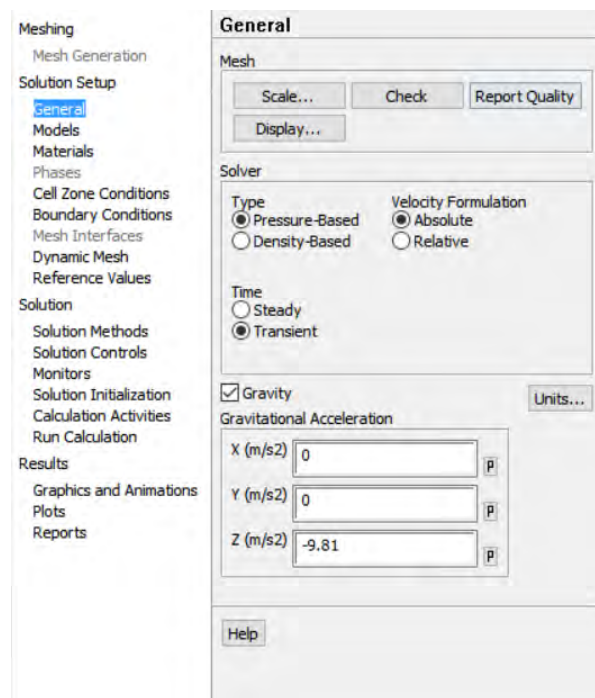 Meshing
Mesh Generation
Solution Setup
General
Models
Materials
Phases
Cell Zone Conditions
Boundary Conditions
Mesh Interfaces
Dynamic Mesh
Reference Values
Solution
Solution Methods
Solution Controls
Monitors
Solution Initialization
Calculation Activities
Run Calculation
Results
Graphics and Animations
Plots
Reports
General
Mesh
Scale... Check Report Quality
Display...
Solver
Type Velocity Formulation
Pressure-Based Absolute
Density-Based Relative
Time
Steady
Transient
Gravity Units...
Gravitational Acceleration
X (m/s2) 0 P
Y (m/s2) 0 P
Z (m/s2) -9.81 P
Help